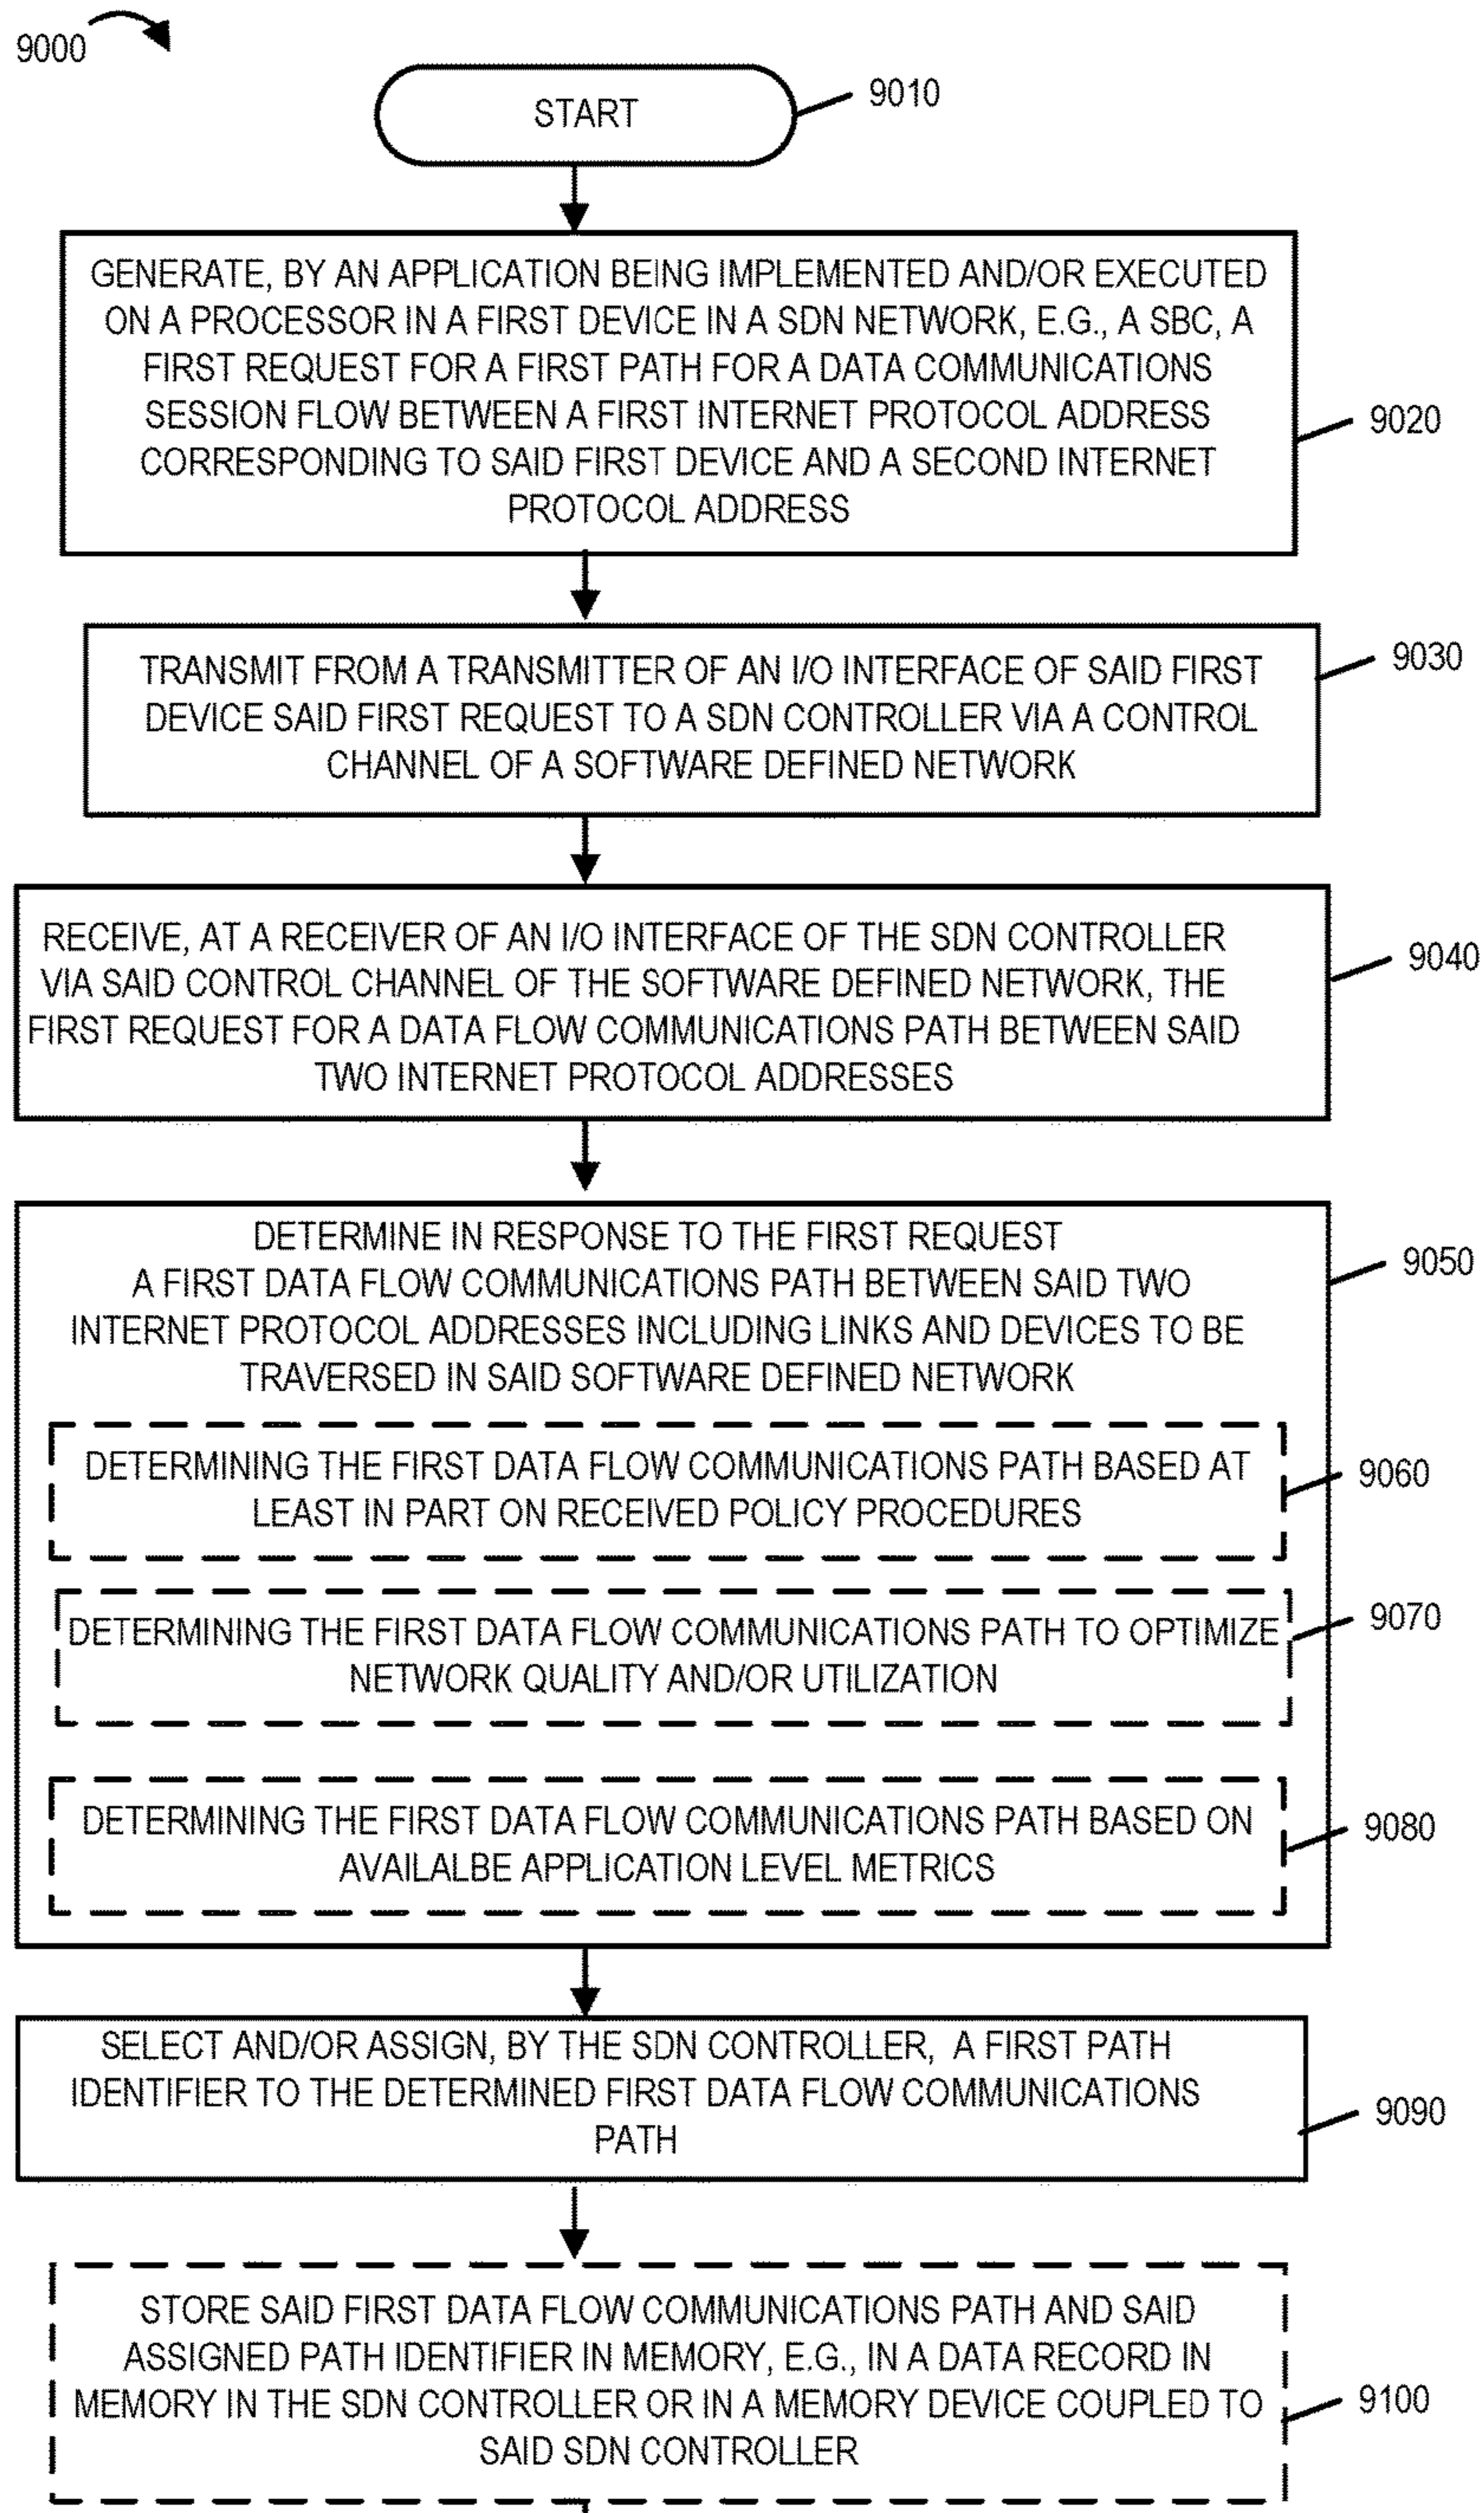 9000
START
9010
GENERATE, BY AN APPLICATION BEING IMPLEMENTED AND/OR EXECUTED
ON A PROCESSOR IN A FIRST DEVICE IN A SDN NETWORK, E.G., A SBC, A
FIRST REQUEST FOR A FIRST PATH FOR A DATA COMMUNICATIONS
SESSION FLOW BETWEEN A FIRST INTERNET PROTOCOL ADDRESS
CORRESPONDING TO SAID FIRST DEVICE AND A SECOND INTERNET
PROTOCOL ADDRESS
9020
TRANSMIT FROM A TRANSMITTER OF AN I/O INTERFACE OF SAID FIRST
DEVICE SAID FIRST REQUEST TO A SDN CONTROLLER VIA A CONTROL
CHANNEL OF A SOFTWARE DEFINED NETWORK
9030
RECEIVE, AT A RECEIVER OF AN I/O INTERFACE OF THE SDN CONTROLLER
VIA SAID CONTROL CHANNEL OF THE SOFTWARE DEFINED NETWORK, THE
FIRST REQUEST FOR A DATA FLOW COMMUNICATIONS PATH BETWEEN SAID
TWO INTERNET PROTOCOL ADDRESSES
9040
DETERMINE IN RESPONSE TO THE FIRST REQUEST
A FIRST DATA FLOW COMMUNICATIONS PATH BETWEEN SAID TWO
INTERNET PROTOCOL ADDRESSES INCLUDING LINKS AND DEVICES TO BE
TRAVERSED IN SAID SOFTWARE DEFINED NETWORK
9050
DETERMINING THE FIRST DATA FLOW COMMUNICATIONS PATH BASED AT
LEAST IN PART ON RECEIVED POLICY PROCEDURES
9060
DETERMINING THE FIRST DATA FLOW COMMUNICATIONS PATH TO OPTIMIZE
NETWORK QUALITY AND/OR UTILIZATION
9070
DETERMINING THE FIRST DATA FLOW COMMUNICATIONS PATH BASED ON
AVAILALBE APPLICATION LEVEL METRICS
9080
SELECT AND/OR ASSIGN, BY THE SDN CONTROLLER, A FIRST PATH
IDENTIFIER TO THE DETERMINED FIRST DATA FLOW COMMUNICATIONS
PATH
9090
STORE SAID FIRST DATA FLOW COMMUNICATIONS PATH AND SAID
ASSIGNED PATH IDENTIFIER IN MEMORY, E.G., IN A DATA RECORD IN
MEMORY IN THE SDN CONTROLLER OR IN A MEMORY DEVICE COUPLED TO
SAID SDN CONTROLLER
9100